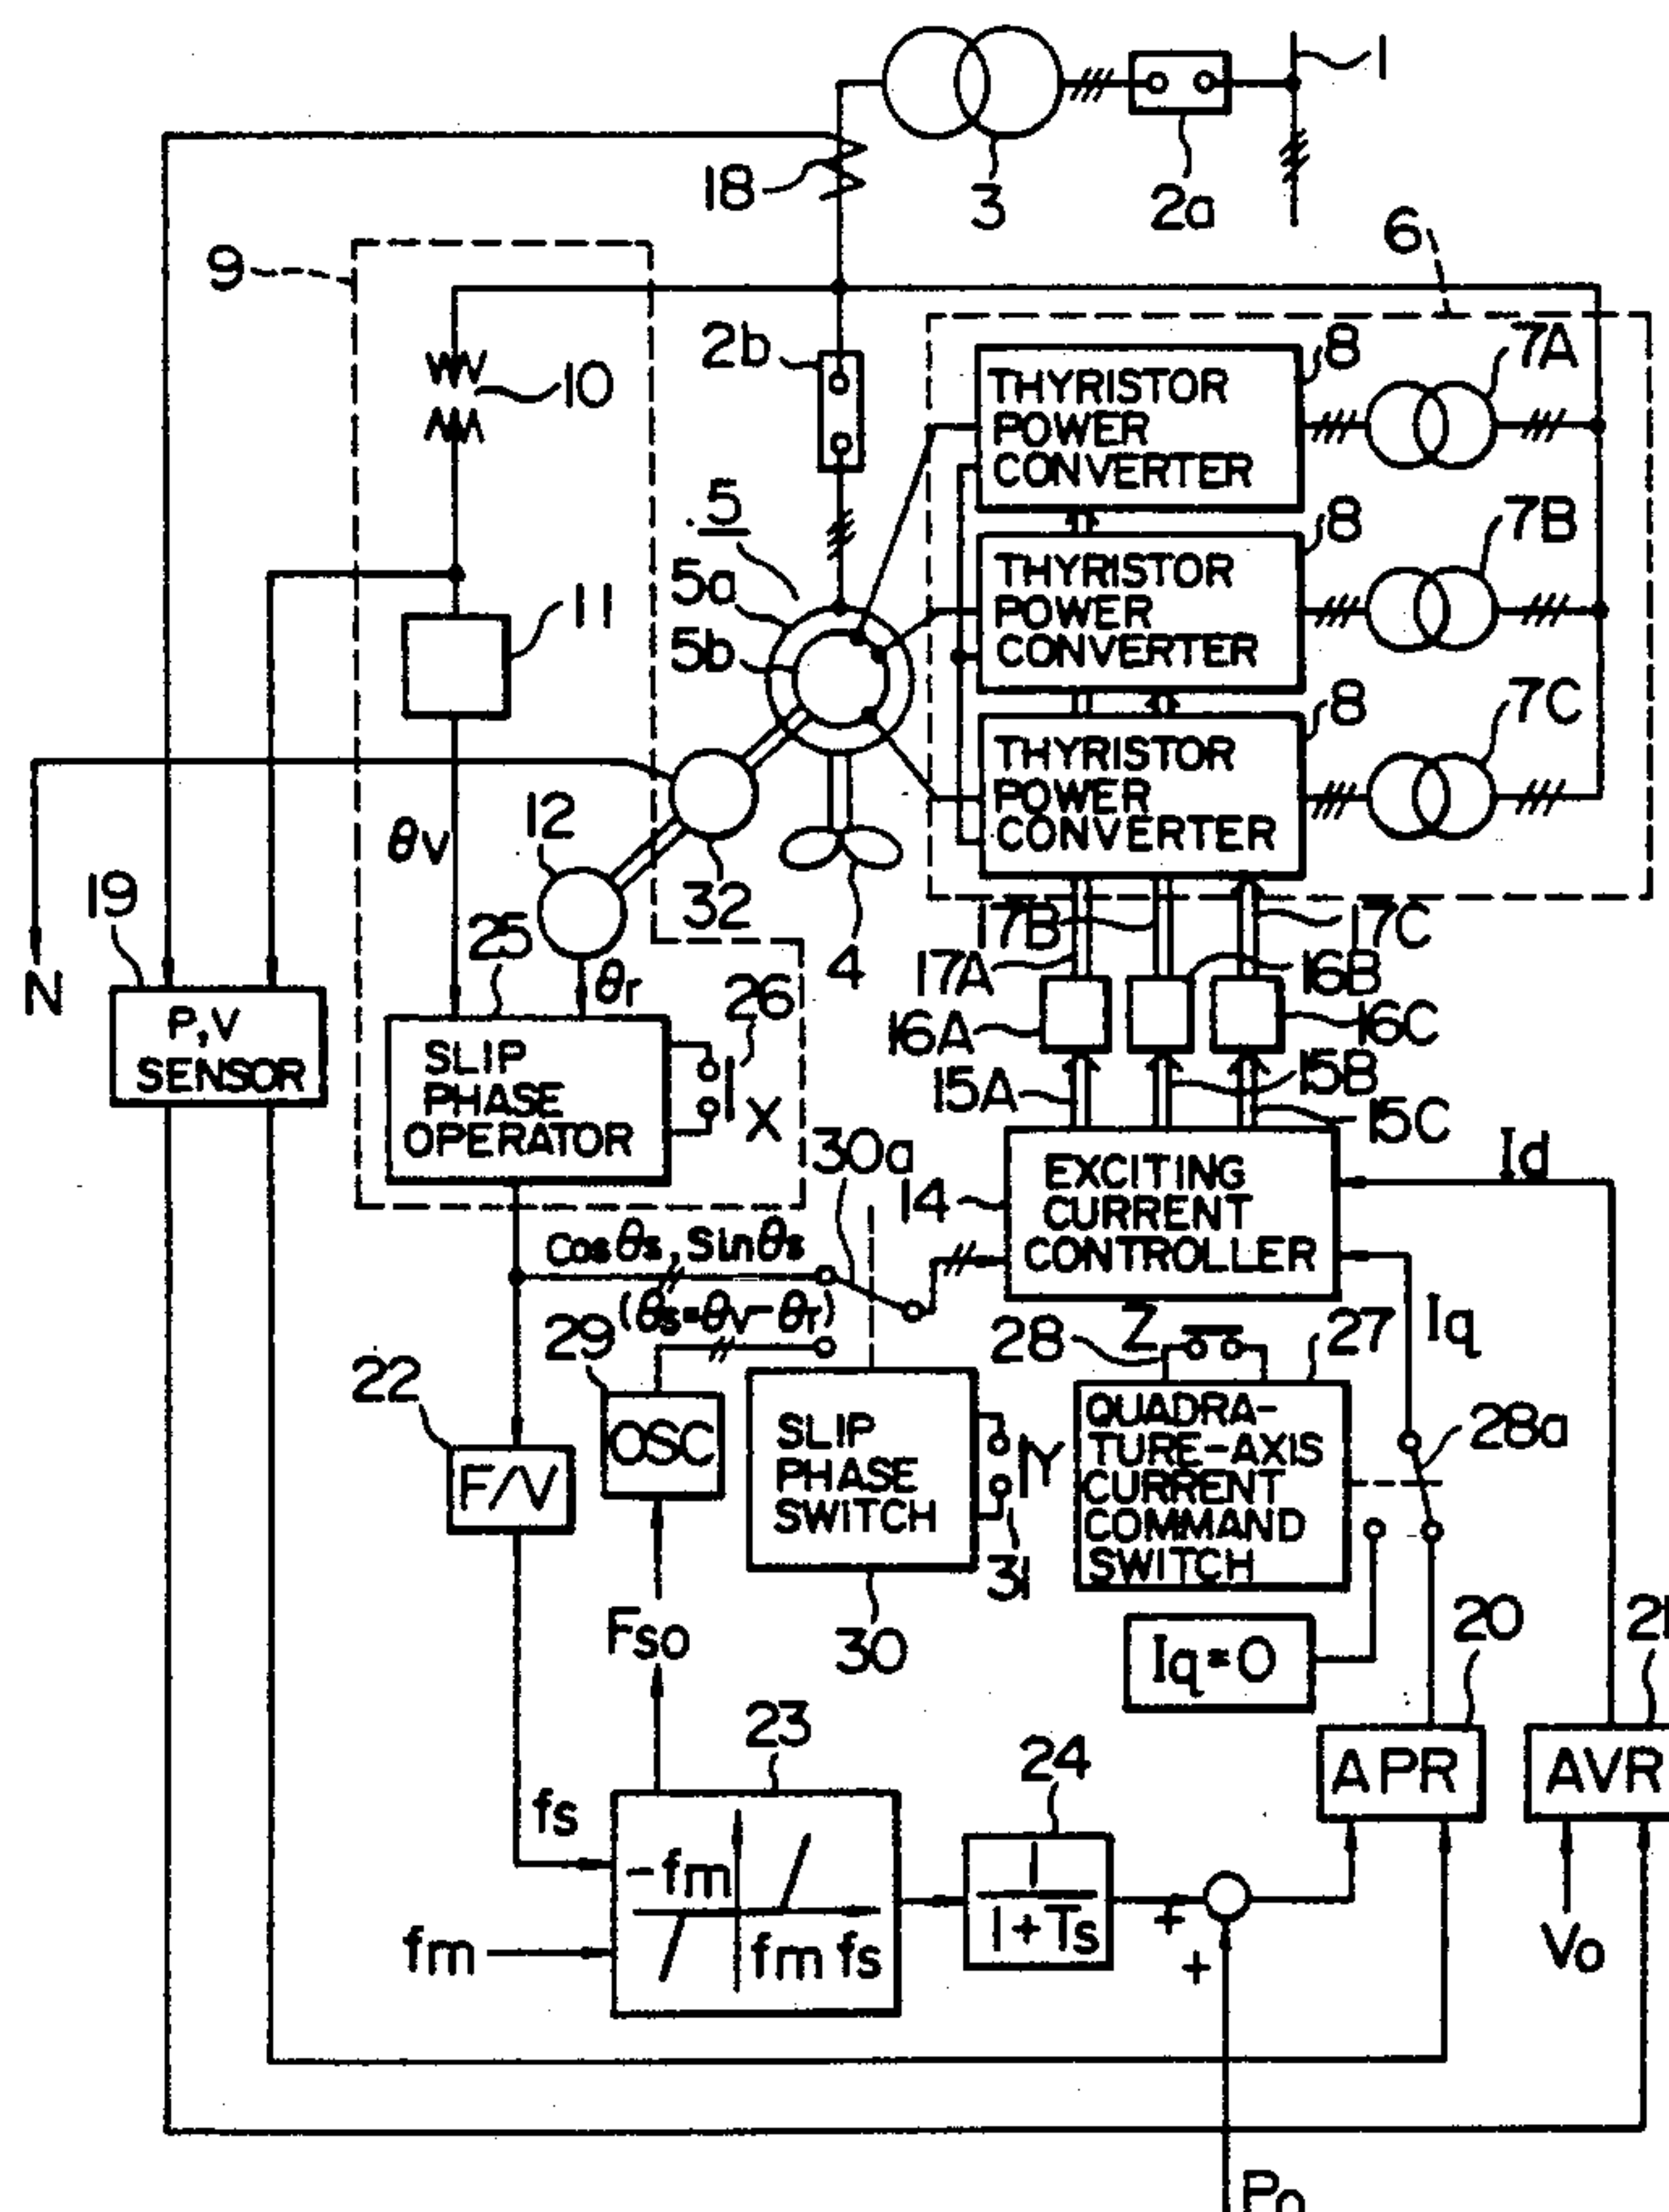 1
18
3
2a
6
9
2b
8
7A
10
THYRISTOR
POWER
CONVERTER
5
8
7B
5a
THYRISTOR
POWER
CONVERTER
11
5b
8
7C
THYRISTOR
POWER
CONVERTER
12
θv
19
32
25
4
17B
17C
N
θr
17A
16B
26
P,V
SENSOR
16A
16C
SLIP
PHASE
OPERATOR
15A
15B
X
15C
30a
Id
14
EXCITING
CURRENT
CONTROLLER
Cosθs, Sinθs
(θs=θv-θr)
29
Z
28
27
Iq
22
OSC
SLIP
PHASE
SWITCH
Y
QUADRA-
TURE-AXIS
CURRENT
COMMAND
SWITCH
28a
F/V
31
Fso
30
Iq=0
20
23
24
APR
AVR
fs
-fm
fm fs
1
1+Ts
fm
+
+
Vo
Po